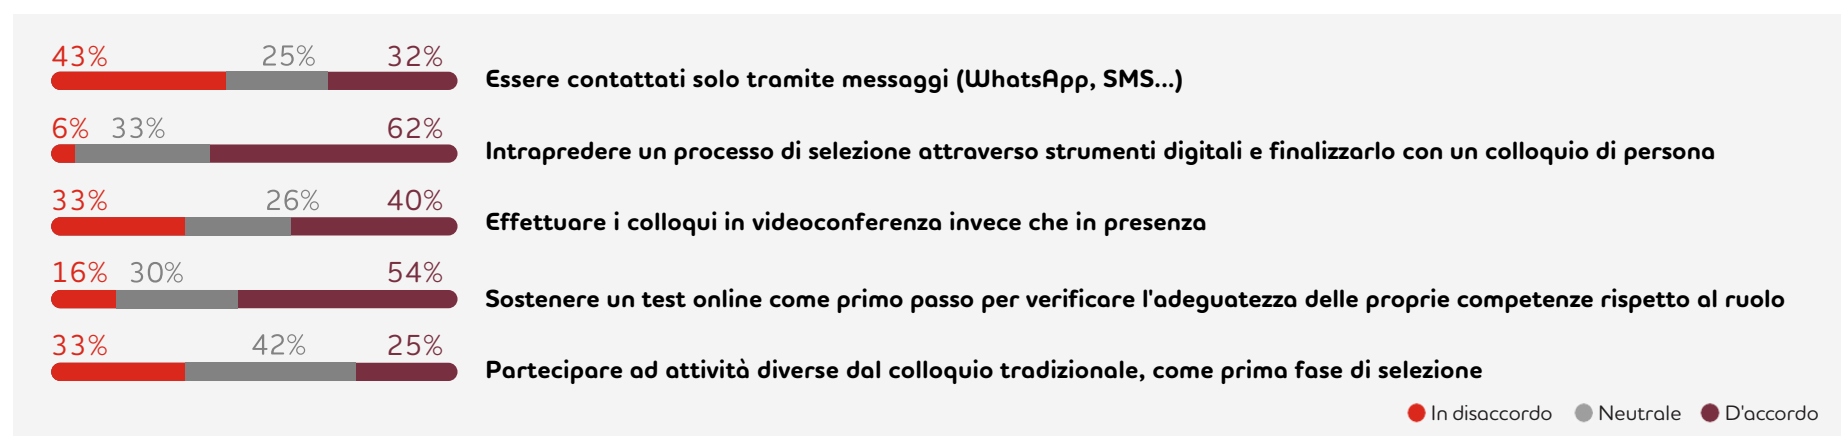 43% 25% 32%
Essere contattati solo tramite messaggi (WhatsApp, SMS...)
6% 33% 62%
Intrapredere un processo di selezione attraverso strumenti digitali e finalizzarlo con un colloquio di persona
33% 26% 40%
Effettuare i colloqui in videoconferenza invece che in presenza
16% 30% 54%
Sostenere un test online come primo passo per verificare l'adeguatezza delle proprie competenze rispetto al ruolo
33% 42% 25%
Partecipare ad attività diverse dal colloquio tradizionale, come prima fase di selezione
In disaccordo Neutrale D'accordo